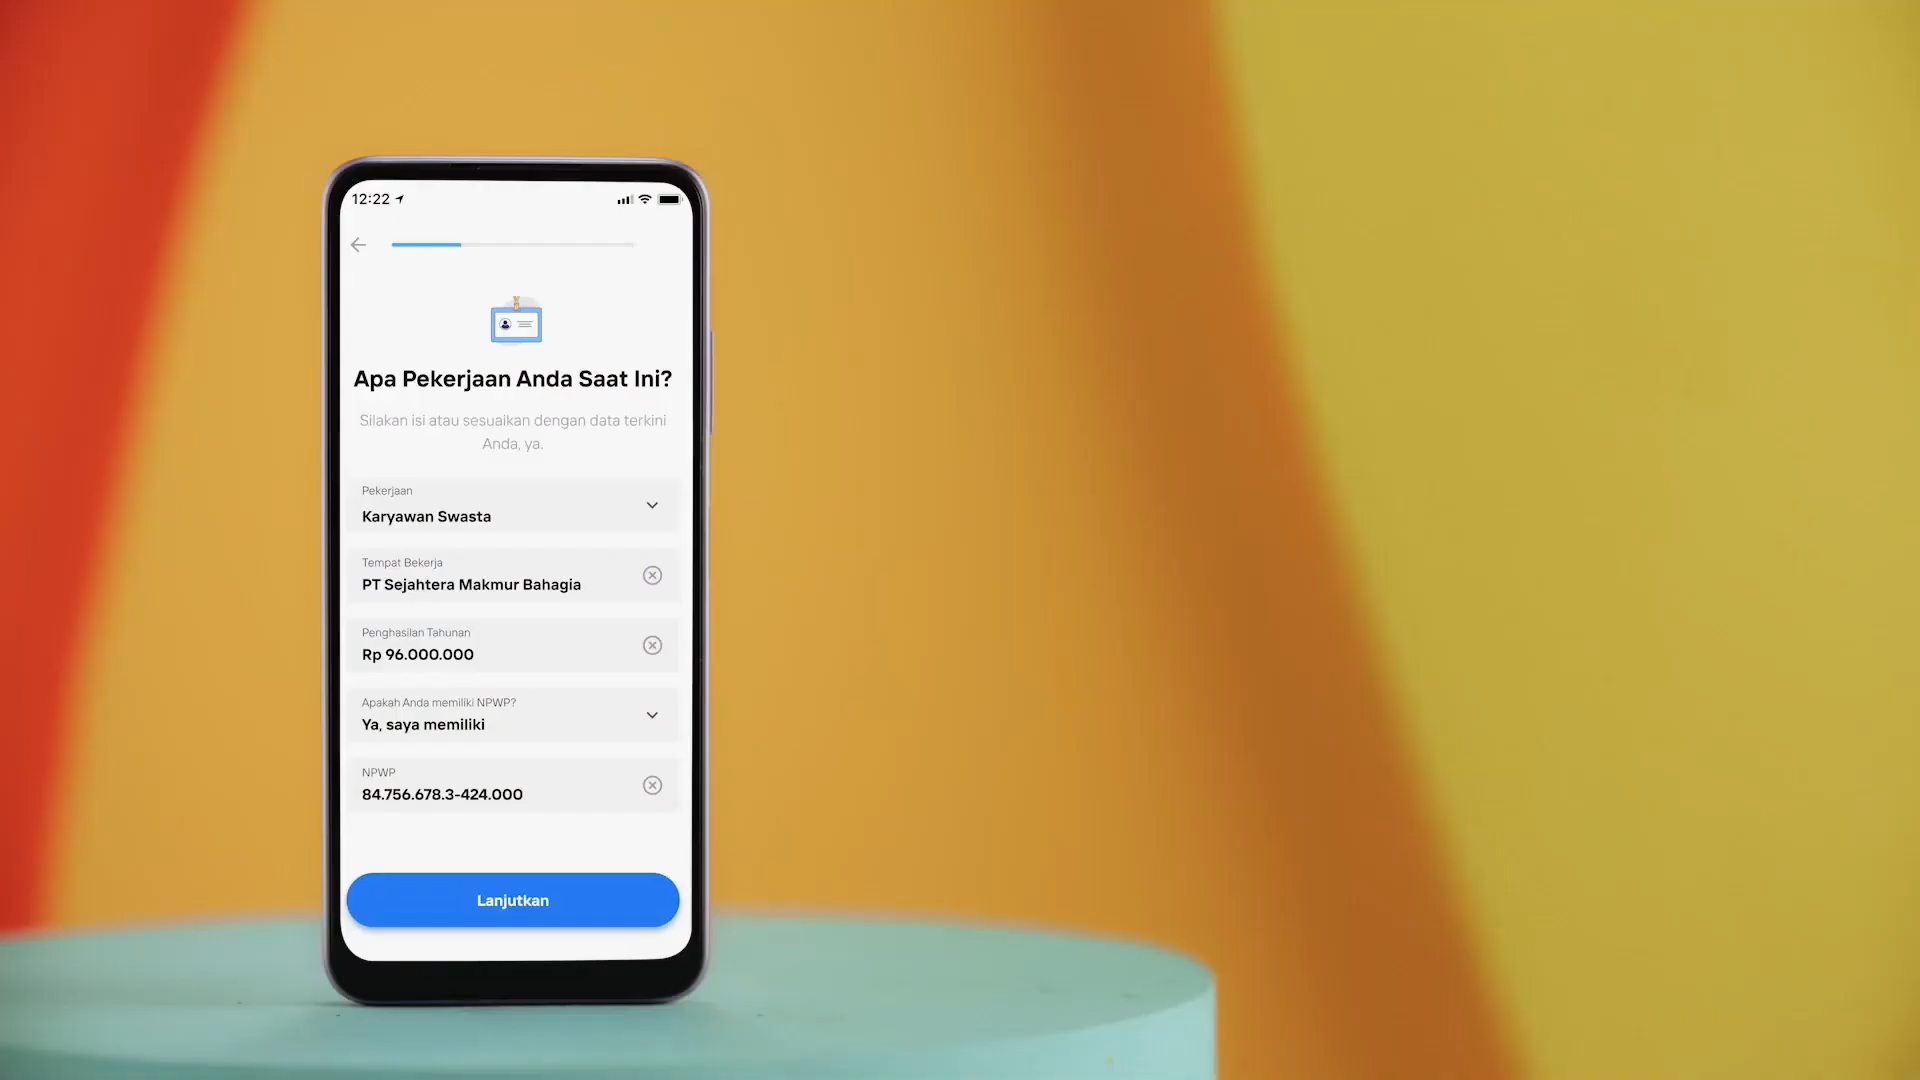 12:22
Apa Pekerjaan Anda Saat Ini?
Silakan isi atau sesuaikan dengan data terkini
Anda, ya.
Pekerjaan
Karyawan Swasta
Tempat Bekerja
PT Sejahtera Makmur Bahagia
Penghasilan Tahunan
Rp 96.000.000
Apakah Anda memiliki NPWP?
Ya, saya memiliki
NPWP
84.756.678.3-424.000
Lanjutkan